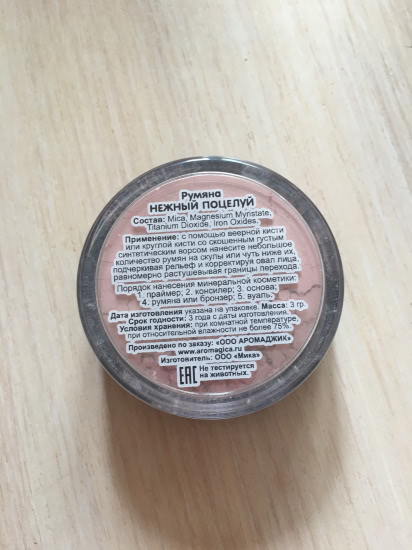 Румяна
НЕЖНЫЙ ПОЦЕЛУЙ
Состав: Mica, Magnesium Myristate,
Titanium Dioxide, Iron Oxides.
Применение: с помощью веерной кисти
или круглой кисти со скошенным густым
синтетическим ворсом нанесите небольшое
количество румян на скулы или чуть ниже их,
подчеркивая рельеф и корректируя овал лица,
равномерно растушевывая границы перехода.
Порядок нанесения минеральной косметики:
1. праймер; 2. консилер; 3. основа;
4. румяна или бронзер; 5. вуаль.
Дата изготовления указана на упаковке. Масса: 3 гр.
Срок годности: 3 года с даты изготовления.
Условия хранения: при комнатной температуре,
при относительной влажности не более 75%.
Произведено по заказу: «ООО АРОМАДЖИК»
www.aromagica.ru
Изготовитель: ООО «Мика»
ЕАС Не тестируется
на животных.